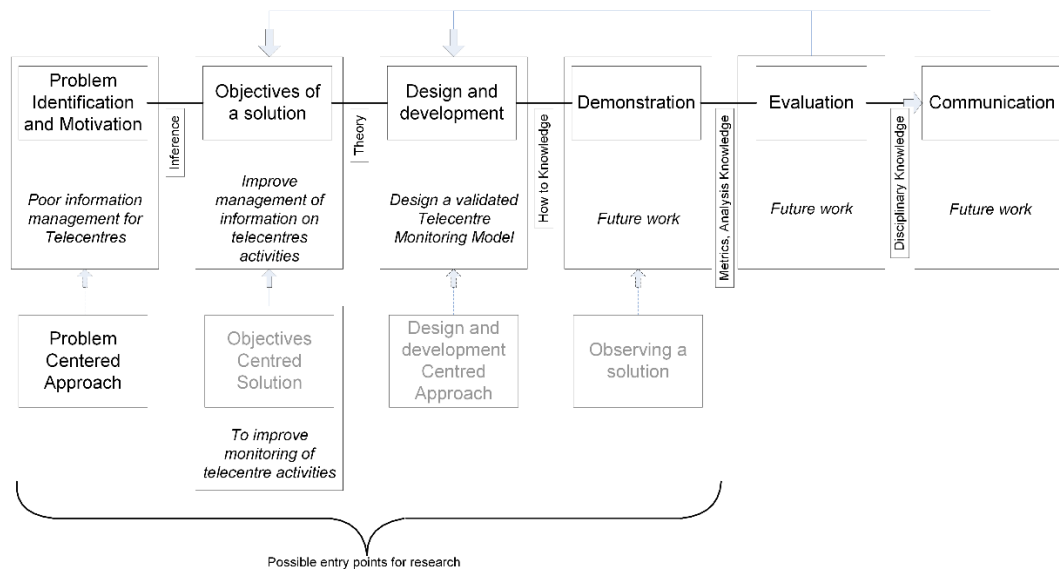 Problem
Identification
and Motivation
Objectives of
a solution
Design and
development
Demonstration
Evaluation
Communication
Inference
Theory
How to Knowledge
Metrics, Analysis Knowledge
Disciplinary Knowledge
Poor information
management for
Telecentres
Improve
management of
information on
telecentres
activities
Design a validated
Telecentre
Monitoring Model
Future work
Future work
Future work
Problem
Centered
Approach
Objectives
Centred
Solution
Design and
development
Centred
Approach
Observing a
solution
To improve
monitoring of
telecentre activities
Possible entry points for research